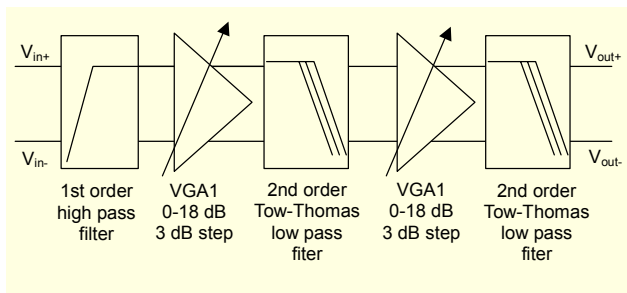 Vin+
Vout+
Vin-
Vout-
1st order
high pass
filter
VGA1
0-18 dB
3 dB step
2nd order
Tow-Thomas
low pass
fiter
VGA1
0-18 dB
3 dB step
2nd order
Tow-Thomas
low pass
fiter